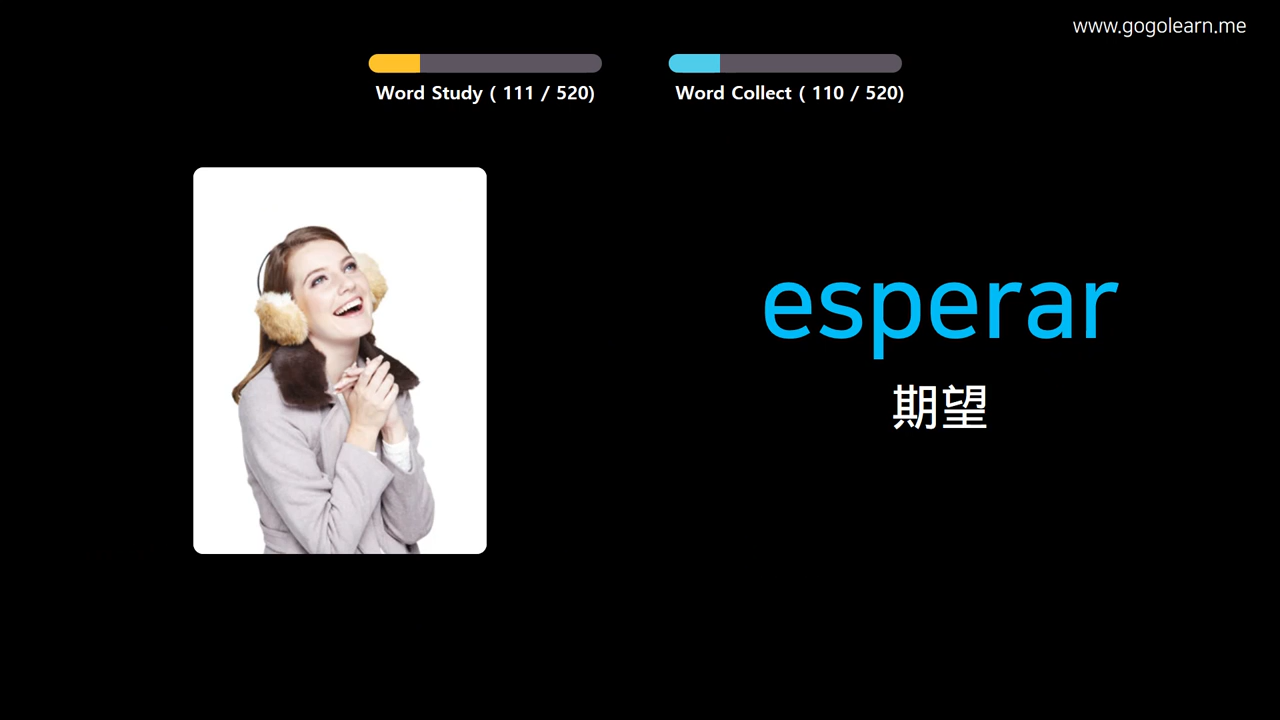 www.gogolearn.me
Word Study ( 111 / 520)
Word Collect ( 110 / 520)
esperar
期望